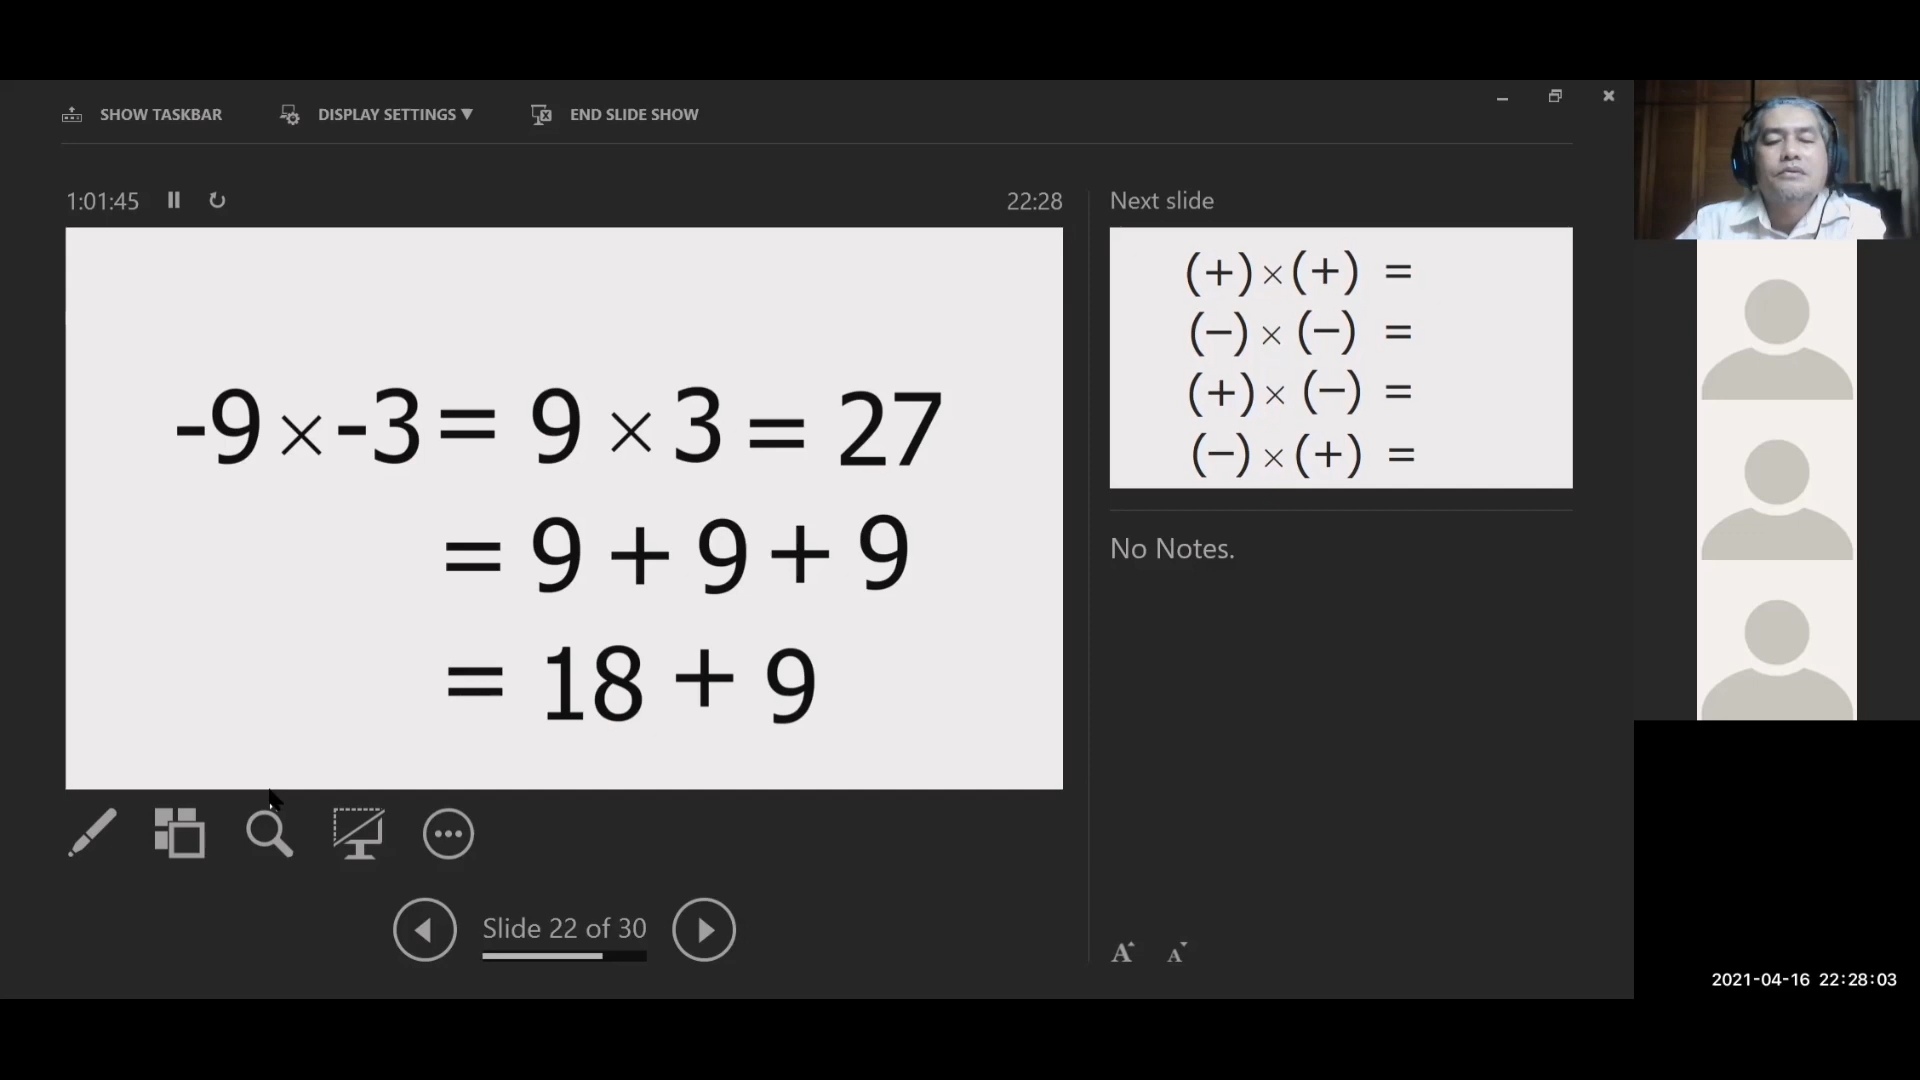 SHOW TASKBAR DISPLAY SETTINGS ▼ END SLIDE SHOW
1:01:45 22:28
-9 × -3 = 9 × 3 = 27
= 9 + 9 + 9
= 18 + 9
Slide 22 of 30
Next slide
(+) × (+) =
(−) × (−) =
(+) × (−) =
(−) × (+) =
No Notes.
A A
2021-04-16 22:28:03